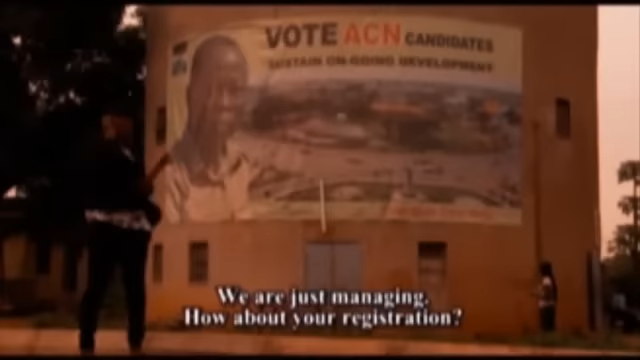 VOTE ACN CANDIDATES
SUSTAIN ON-GOING DEVELOPMENT
We are just managing.
How about your registration?